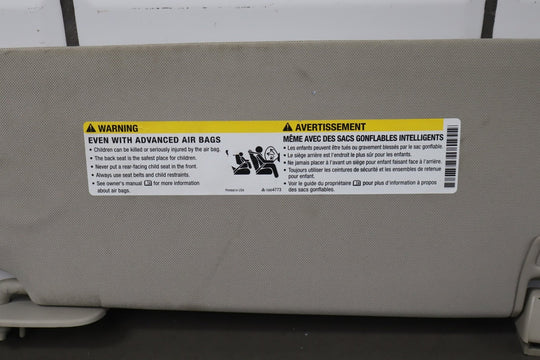 WARNING
EVEN WITH ADVANCED AIR BAGS
• Children can be killed or seriously injured by the air bag.
• The back seat is the safest place for children.
• Never put a rear-facing child seat in the front.
• Always use seat belts and child restraints.
• See owner's manual for more information
about air bags.
Printed in USA
AVERTISSEMENT
MÊME AVEC DES SACS GONFLABLES INTELLIGENTS
• Les enfants peuvent être tués ou gravement blessés par le sac gonflable.
• Le siège arrière est l'endroit le plus sûr pour les enfants.
• Ne jamais placer à l'avant un siège pour enfant faisant face à l'arrière.
• Toujours utiliser les ceintures de sécurité et les ensembles de retenue
pour enfant.
• Voir le guide du propriétaire pour plus d'information à propos
des sacs gonflables.